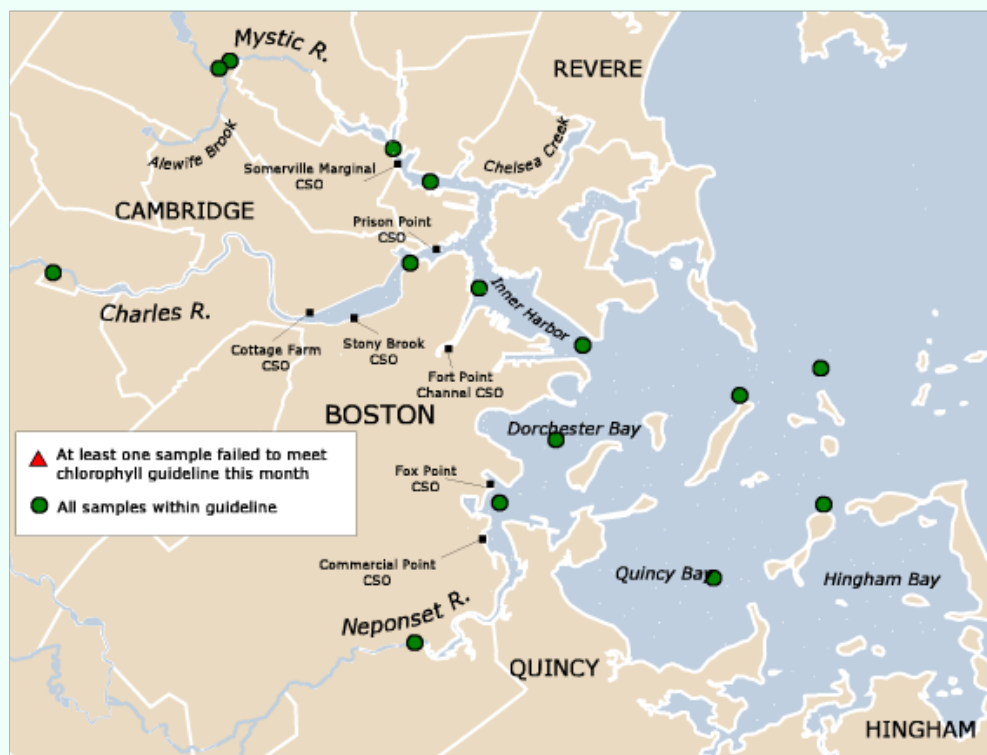 Mystic R.
REVERE
Alewife Brook
Chelsea Creek
Somerville Marginal
CSO
CAMBRIDGE
Prison Point
CSO
Charles R.
Inner Harbor
Cottage Farm
CSO
Stony Brook
CSO
Fort Point
Channel CSO
BOSTON
Dorchester Bay
At least one sample failed to meet
chlorophyll guideline this month
All samples within guideline
Fox Point
CSO
Commercial Point
CSO
Quincy Bay
Hingham Bay
Neponset R.
QUINCY
HINGHAM